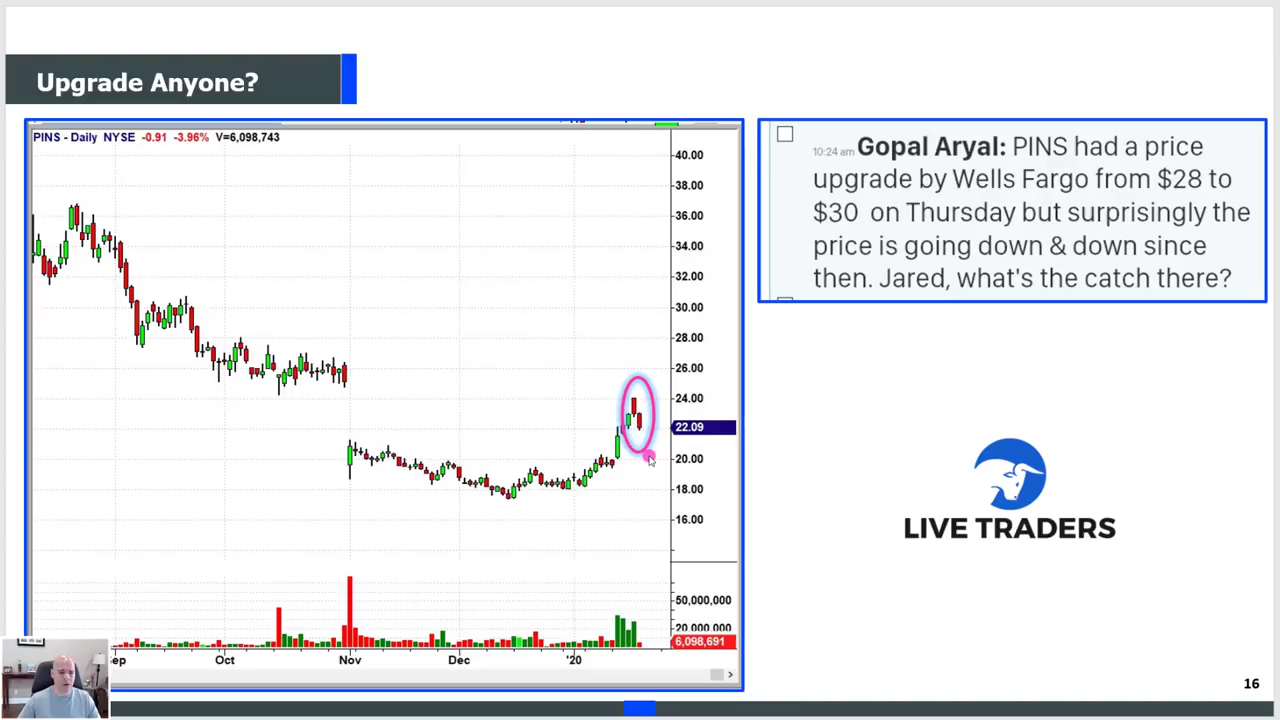 Upgrade Anyone?
PINS - Daily NYSE -0.91 -3.96% V=6,098,743
40.00
38.00
36.00
34.00
32.00
30.00
28.00
26.00
24.00
22.09
20.00
18.00
16.00
50,000,000
20,000,000
6,098,691
ep Oct Nov Dec '20
10:24 am Gopal Aryal: PINS had a price
upgrade by Wells Fargo from $28 to
$30 on Thursday but surprisingly the
price is going down & down since
then. Jared, what's the catch there?
LIVE TRADERS
16